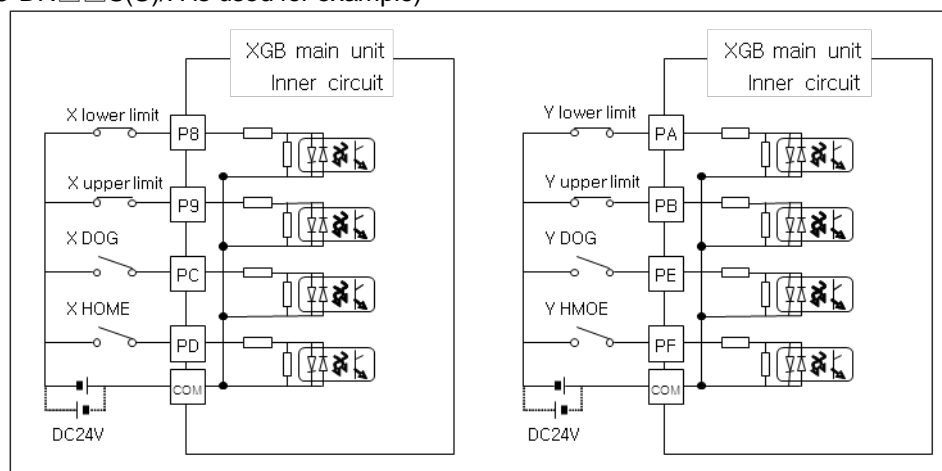 XGB main unit
Inner circuit
X lower limit
P8
X upper limit
P9
X DOG
PC
X HOME
PD
COM
DC24V
XGB main unit
Inner circuit
Y lower limit
PA
Y upper limit
PB
Y DOG
PE
Y HMOE
PF
COM
DC24V